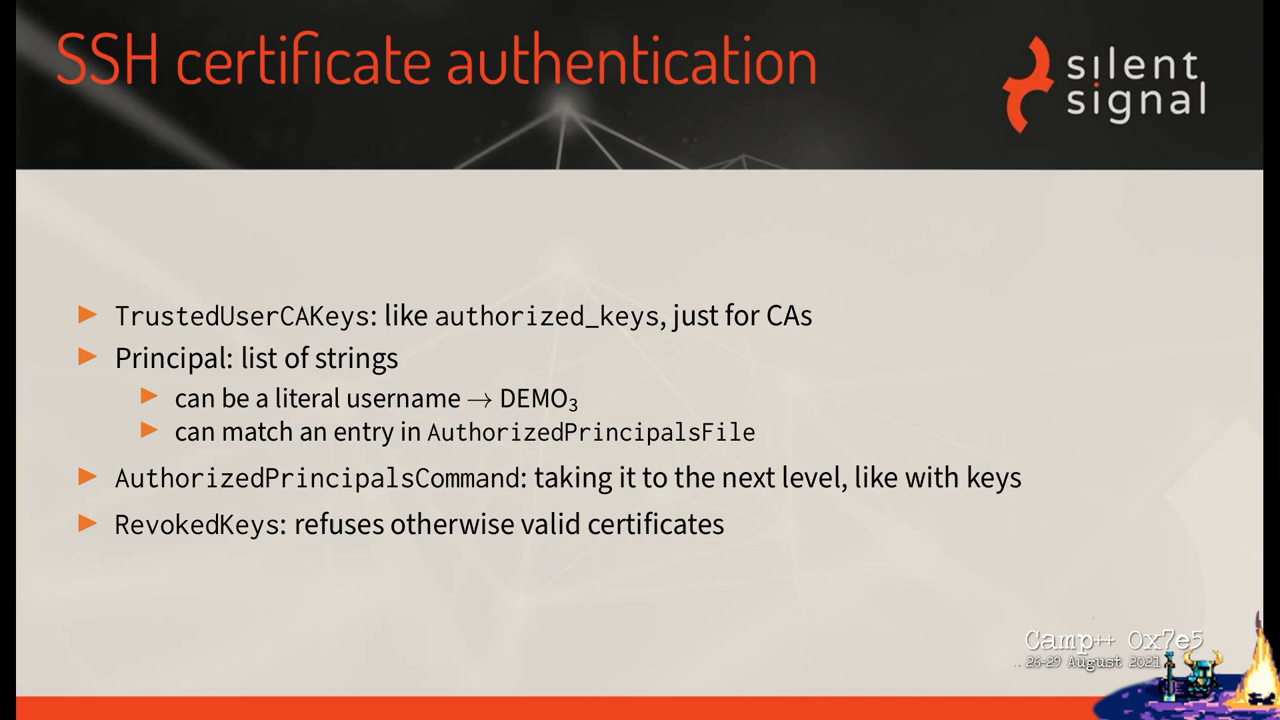 SSH certificate authentication
sılent
signal
TrustedUserCAKeys: like authorized_keys, just for CAs
Principal: list of strings
can be a literal username → DEMO₃
can match an entry in AuthorizedPrincipalsFile
AuthorizedPrincipalsCommand: taking it to the next level, like with keys
RevokedKeys: refuses otherwise valid certificates
Camp++ 0x7e5
.. 26-29 August 2021